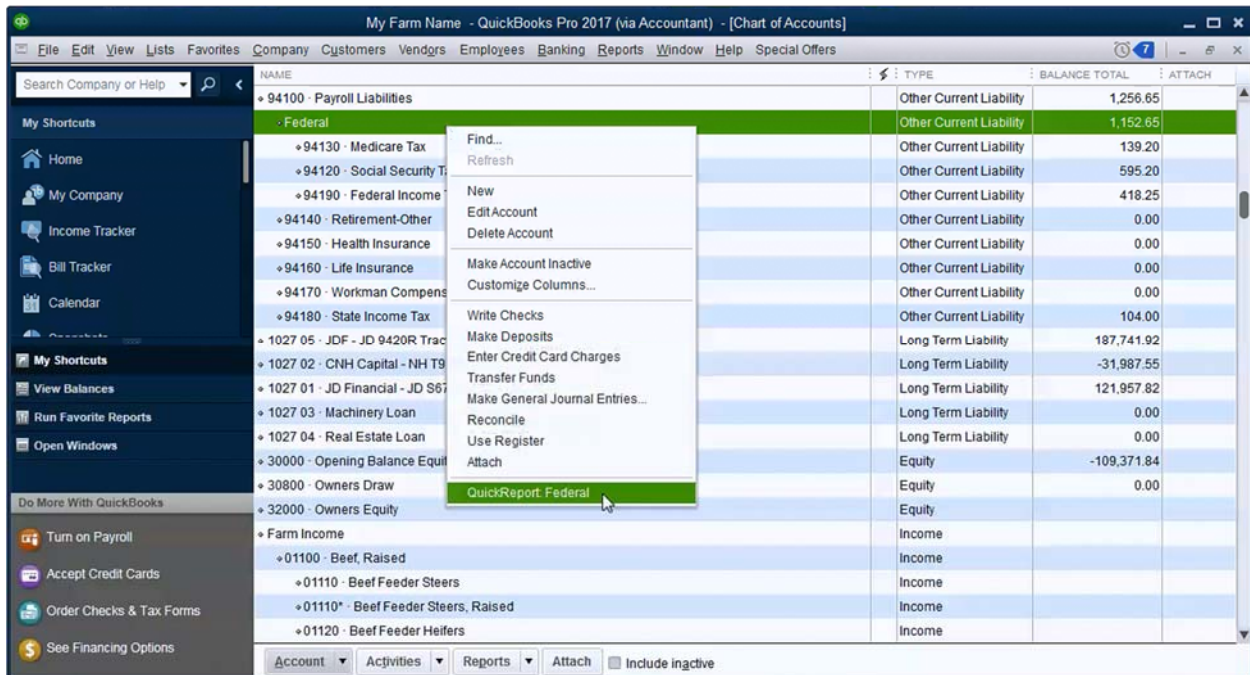 qb My Farm Name - QuickBooks Pro 2017 (via Accountant) - [Chart of Accounts]
File Edit View Lists Favorites Company Customers Vendors Employees Banking Reports Window Help Special Offers 7
Search Company or Help
My Shortcuts
Home
My Company
Income Tracker
Bill Tracker
Calendar
My Shortcuts
View Balances
Run Favorite Reports
Open Windows
Do More With QuickBooks
Turn on Payroll
Accept Credit Cards
Order Checks & Tax Forms
See Financing Options
NAME TYPE BALANCE TOTAL ATTACH
94100 · Payroll Liabilities Other Current Liability 1,256.65
Federal Other Current Liability 1,152.65
94130 · Medicare Tax Other Current Liability 139.20
94120 · Social Security T Other Current Liability 595.20
94190 · Federal Income Other Current Liability 418.25
94140 · Retirement-Other Other Current Liability 0.00
94150 · Health Insurance Other Current Liability 0.00
94160 · Life Insurance Other Current Liability 0.00
94170 · Workman Compens Other Current Liability 0.00
94180 · State Income Tax Other Current Liability 104.00
1027 05 · JDF - JD 9420R Trac Long Term Liability 187,741.92
1027 02 · CNH Capital - NH T9 Long Term Liability -31,987.55
1027 01 · JD Financial - JD S67 Long Term Liability 121,957.82
1027 03 · Machinery Loan Long Term Liability 0.00
1027 04 · Real Estate Loan Long Term Liability 0.00
30000 · Opening Balance Equit Equity -109,371.84
30800 · Owners Draw Equity 0.00
32000 · Owners Equity Equity
Farm Income Income
01100 · Beef, Raised Income
01110 · Beef Feeder Steers Income
01110* · Beef Feeder Steers, Raised Income
01120 · Beef Feeder Heifers Income
Find...
Refresh
New
Edit Account
Delete Account
Make Account Inactive
Customize Columns...
Write Checks
Make Deposits
Enter Credit Card Charges
Transfer Funds
Make General Journal Entries...
Reconcile
Use Register
Attach
QuickReport: Federal
Account Activities Reports Attach Include inactive